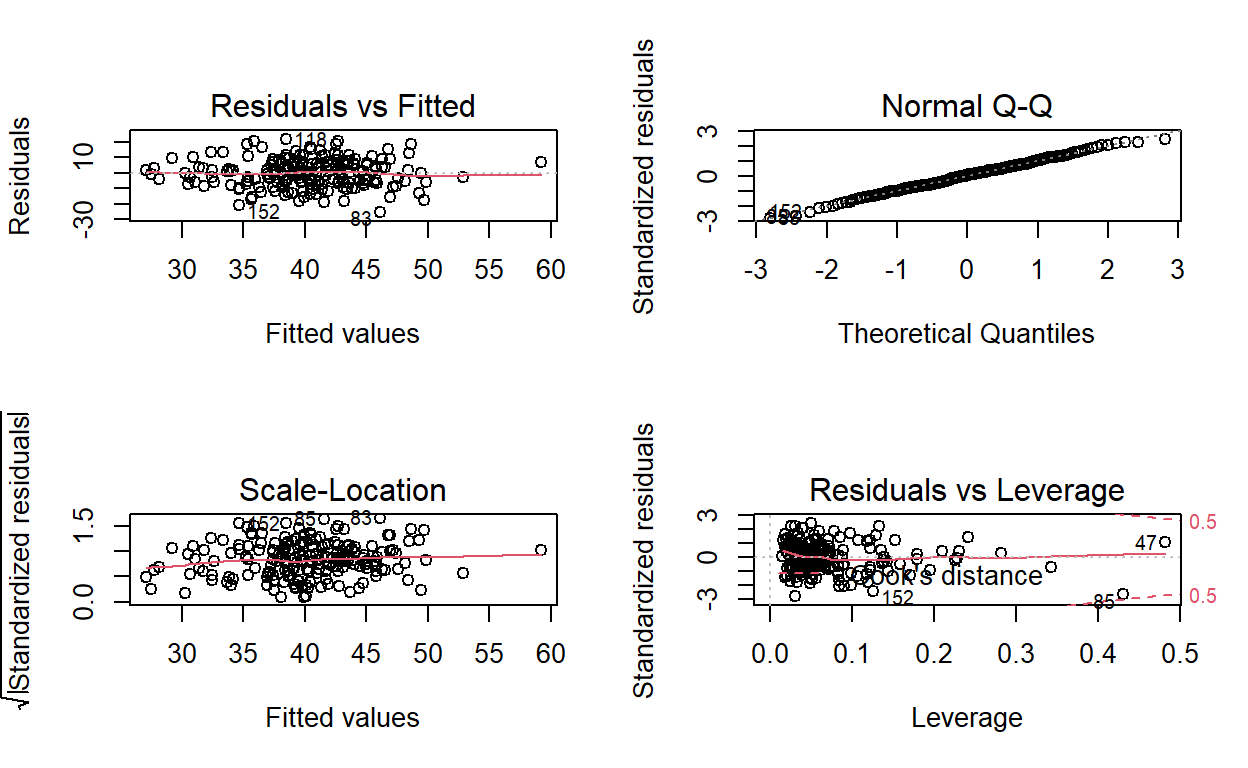 Residuals vs Fitted
Residuals
10
-30
118
152
83
30 35 40 45 50 55 60
Fitted values
Normal Q-Q
Standardized residuals
3
0
-3
152
-3 -2 -1 0 1 2 3
Theoretical Quantiles
Scale-Location
√|Standardized residuals|
1.5
0.0
152
85
83
30 35 40 45 50 55 60
Fitted values
Residuals vs Leverage
Standardized residuals
3
0
-3
0.5
47
Cook's distance
152
85
0.5
0.0 0.1 0.2 0.3 0.4 0.5
Leverage